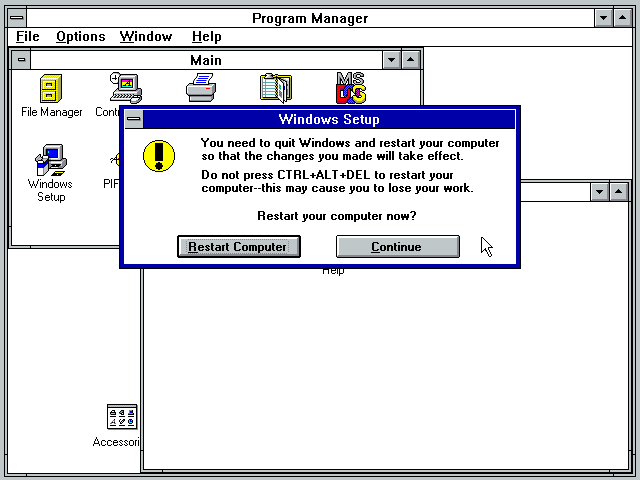 Program Manager
File Options Window Help
Main
File Manager
MS
DOS
Windows
Setup
Windows Setup
You need to quit Windows and restart your computer
so that the changes you made will take effect.
Do not press CTRL+ALT+DEL to restart your
computer--this may cause you to lose your work.
Restart your computer now?
Restart Computer
Continue
Help